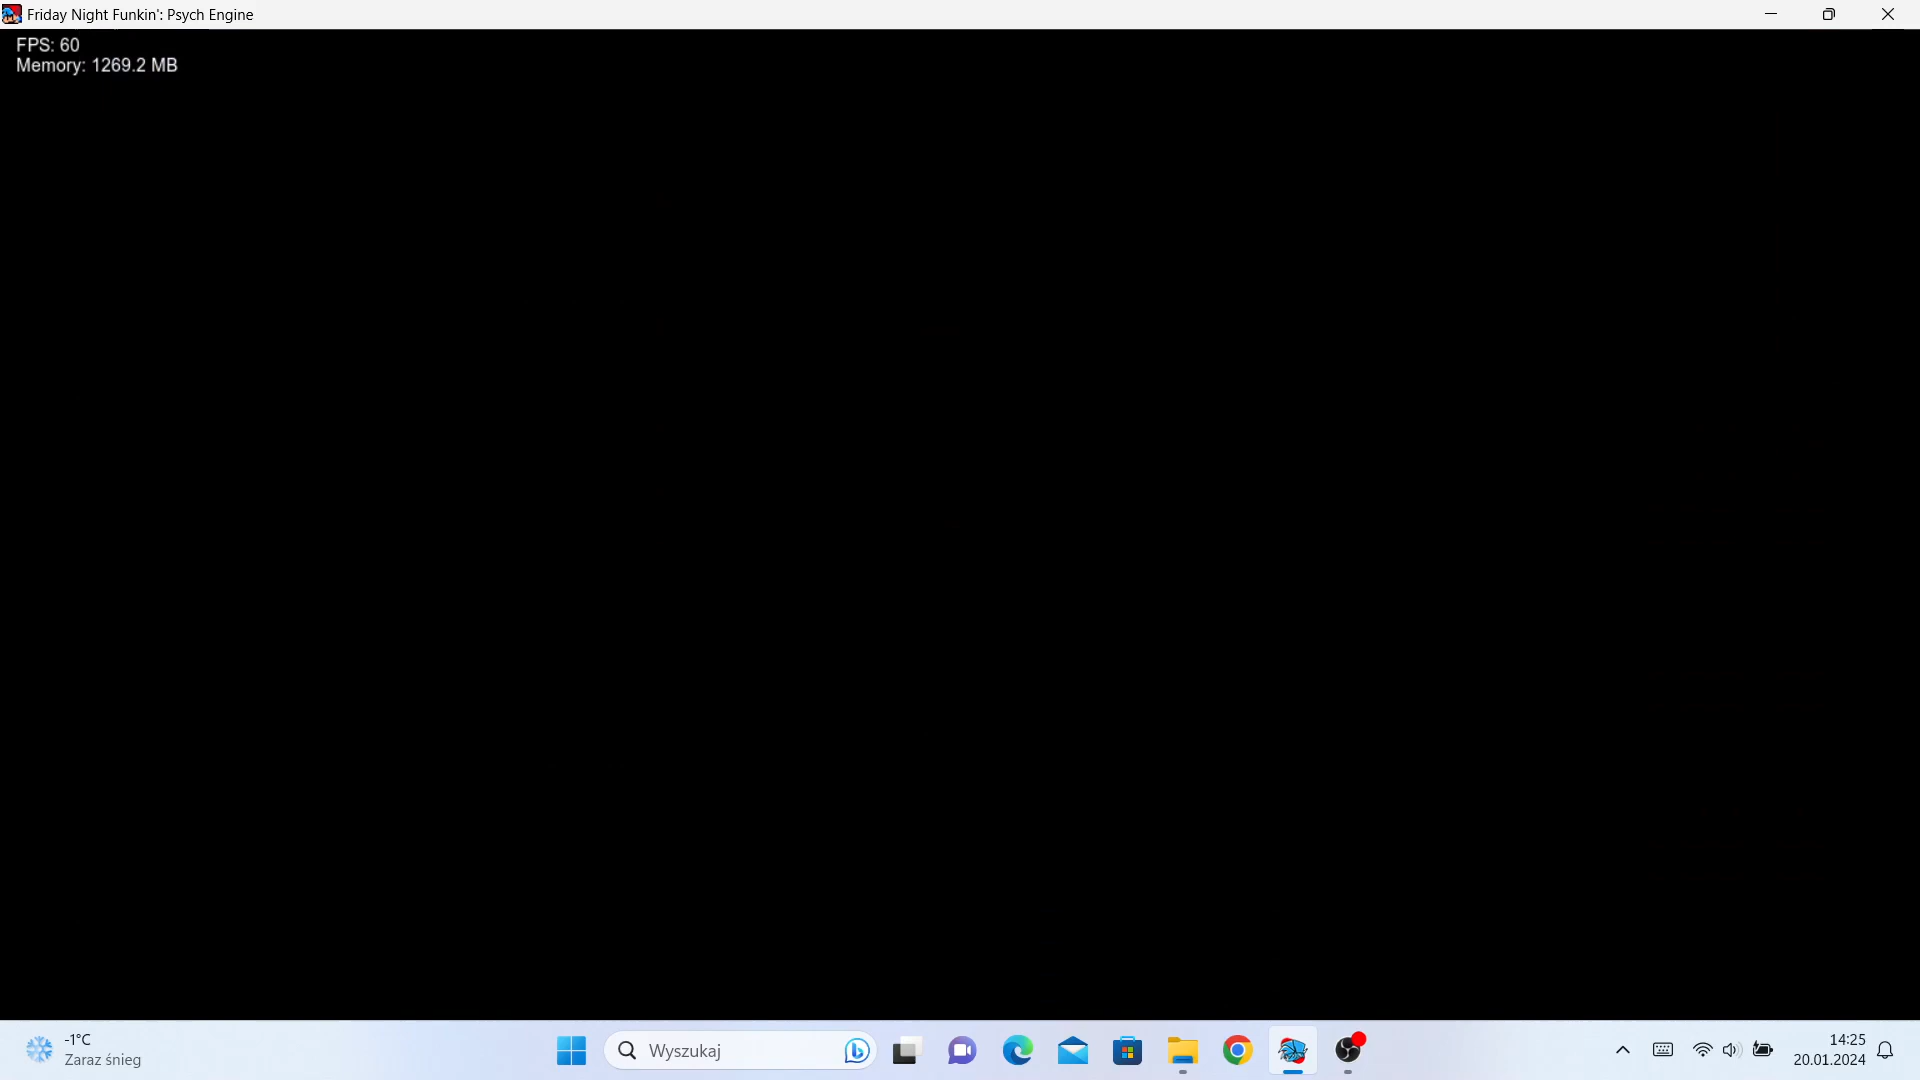 Friday Night Funkin': Psych Engine
FPS: 60
Memory: 1269.2 MB
-1°C
Zaraz śnieg
Wyszukaj
14:25
20.01.2024